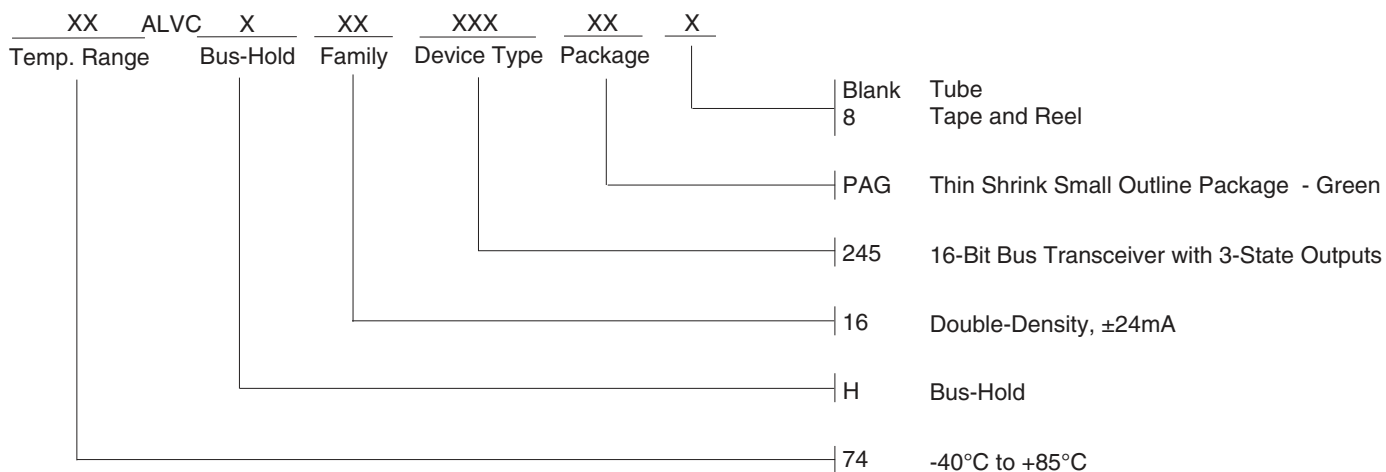 XX ALVC X XX XXX XX X
Temp. Range Bus-Hold Family Device Type Package
Blank Tube
8 Tape and Reel
PAG Thin Shrink Small Outline Package - Green
245 16-Bit Bus Transceiver with 3-State Outputs
16 Double-Density, ±24mA
H Bus-Hold
74 -40°C to +85°C